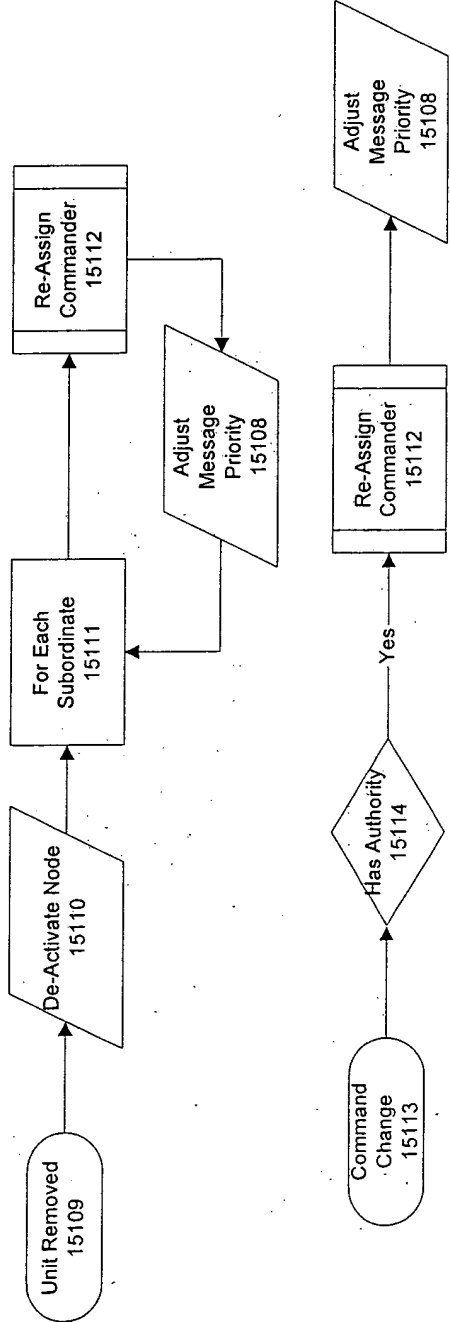 Unit Removed
15109
De-Activate Node
15110
For Each
Subordinate
15111
Re-Assign
Commander
15112
Adjust
Message
Priority
15108
Command
Change
15113
Has Authority
15114
Yes
Re-Assign
Commander
15112
Adjust
Message
Priority
15108